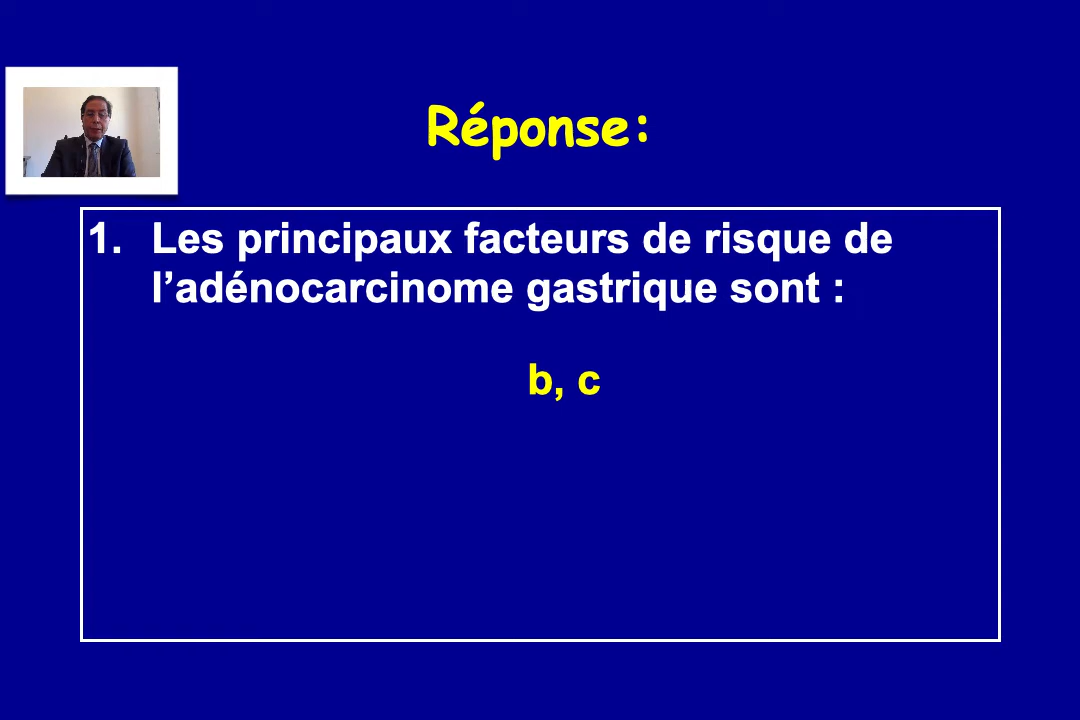 Réponse:
1. Les principaux facteurs de risque de
l’adénocarcinome gastrique sont :
b, c